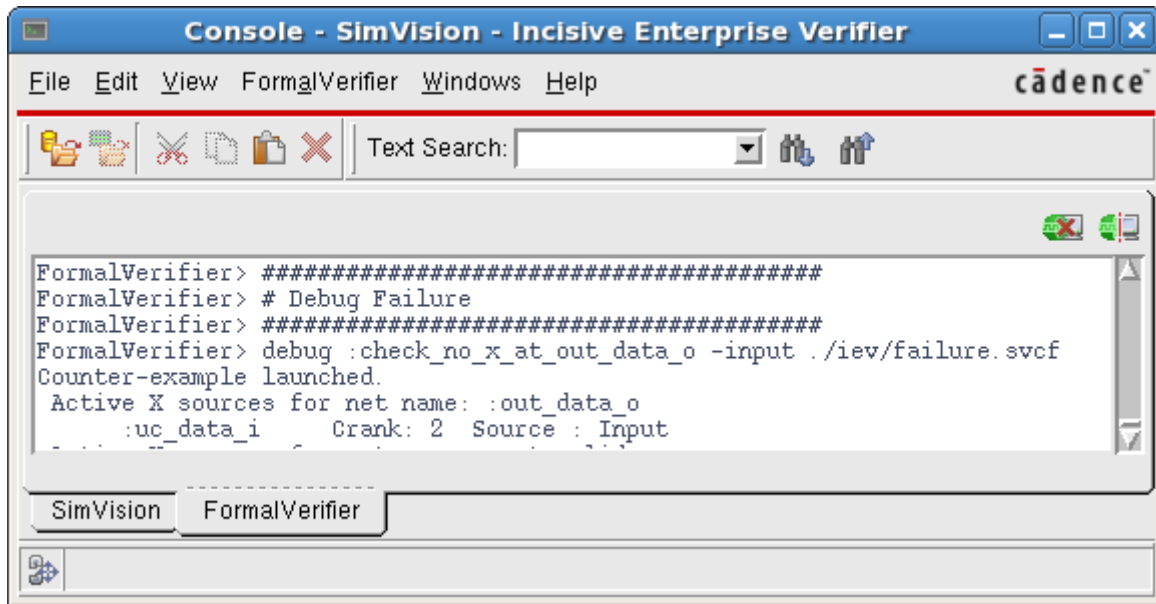 Console - SimVision - Incisive Enterprise Verifier
File Edit View FormalVerifier Windows Help
cādence
Text Search:
FormalVerifier> ########################################
FormalVerifier> # Debug Failure
FormalVerifier> ########################################
FormalVerifier> debug :check_no_x_at_out_data_o -input ./iev/failure.svcf
Counter-example launched.
Active X sources for net name: :out_data_o
:uc_data_i Crank: 2 Source : Input
SimVision FormalVerifier